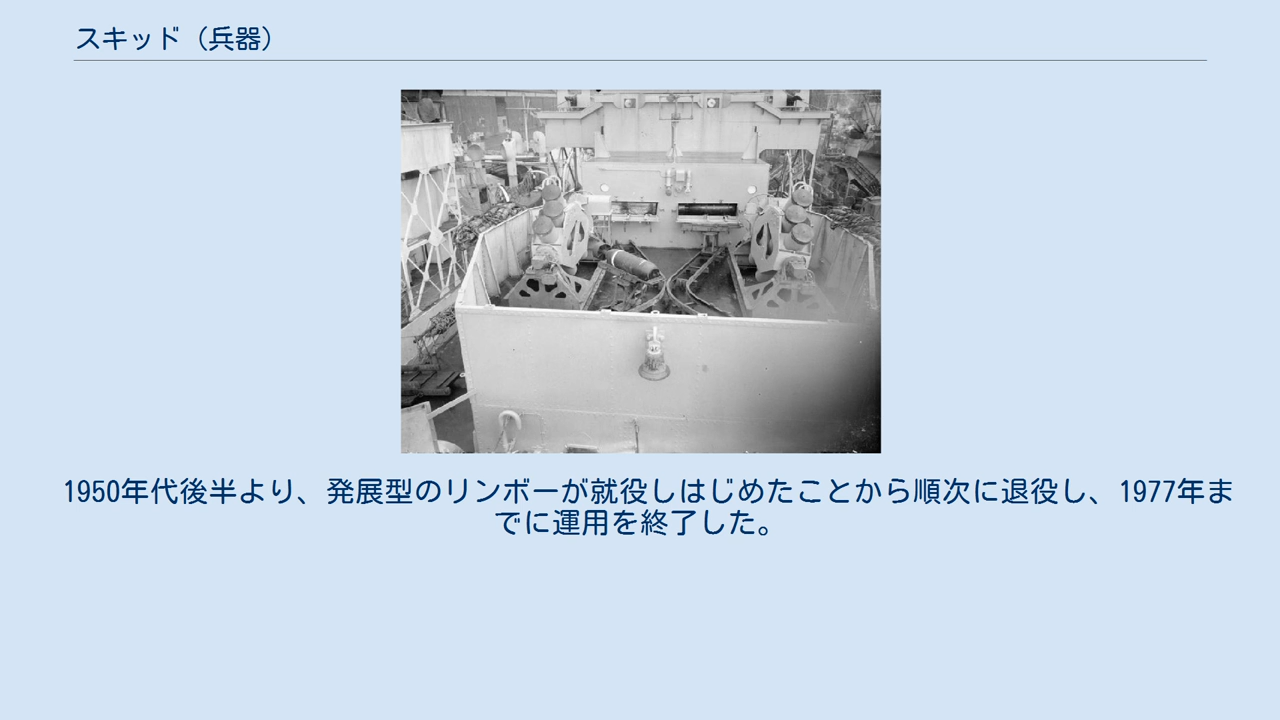 スキッド（兵器）
1950年代後半より、発展型のリンボーが就役しはじめたことから順次に退役し、1977年ま
でに運用を終了した。